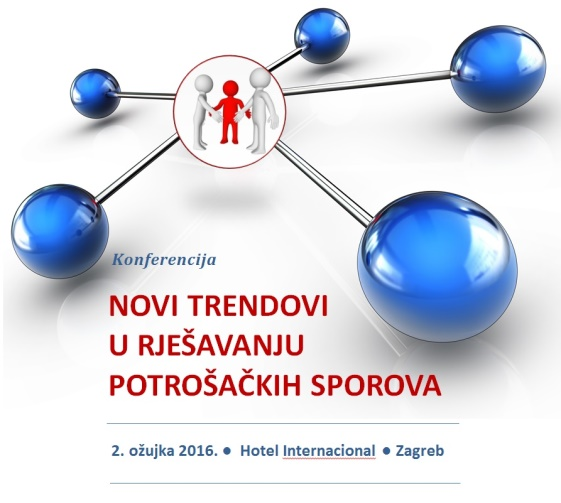 Konferencija
NOVI TRENDOVI
U RJEŠAVANJU
POTROŠAČKIH SPOROVA
2. ožujka 2016. ● Hotel Internacional ● Zagreb